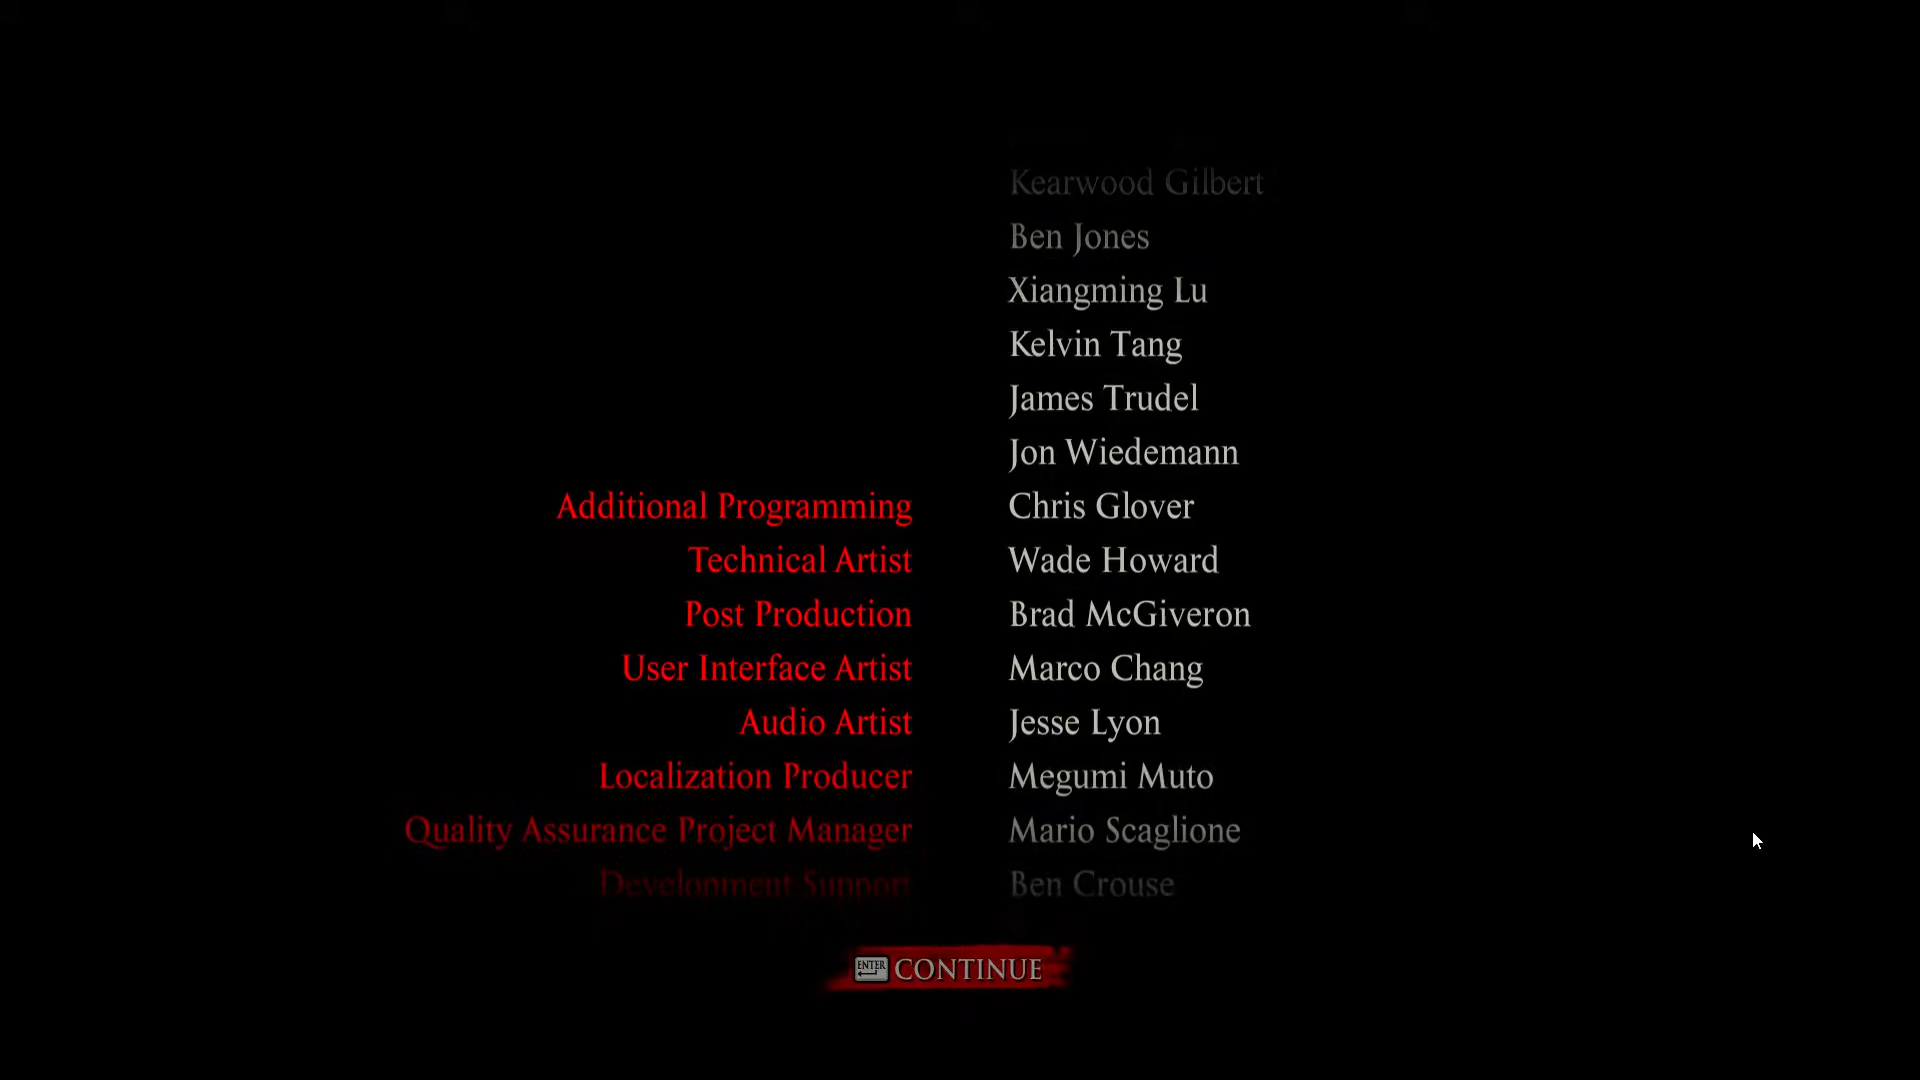 Kearwood Gilbert
Ben Jones
Xiangming Lu
Kelvin Tang
James Trudel
Jon Wiedemann
Additional Programming Chris Glover
Technical Artist Wade Howard
Post Production Brad McGiveron
User Interface Artist Marco Chang
Audio Artist Jesse Lyon
Localization Producer Megumi Muto
Quality Assurance Project Manager Mario Scaglione
Development Support Ben Crouse
ENTER CONTINUE